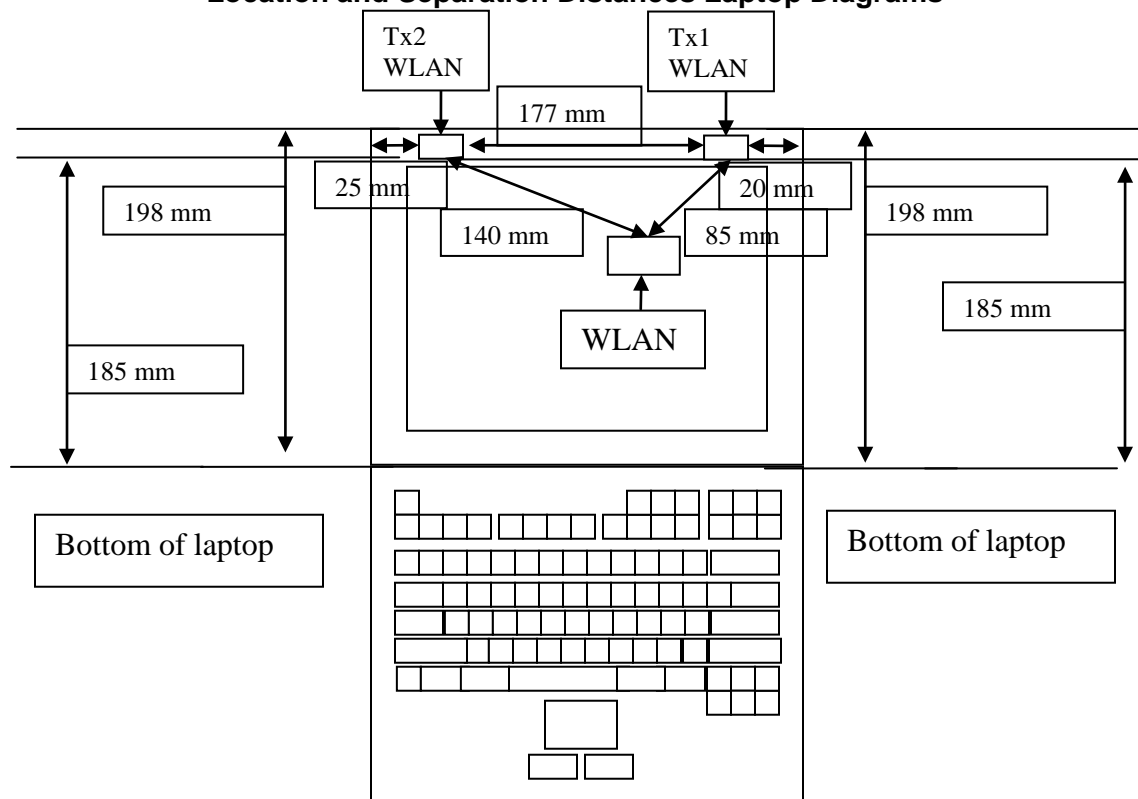 Location and Separation Distances Laptop Diagrams
Tx2
WLAN
Tx1
WLAN
177 mm
25 mm
20 mm
198 mm
140 mm
85 mm
198 mm
185 mm
WLAN
185 mm
Bottom of laptop
Bottom of laptop